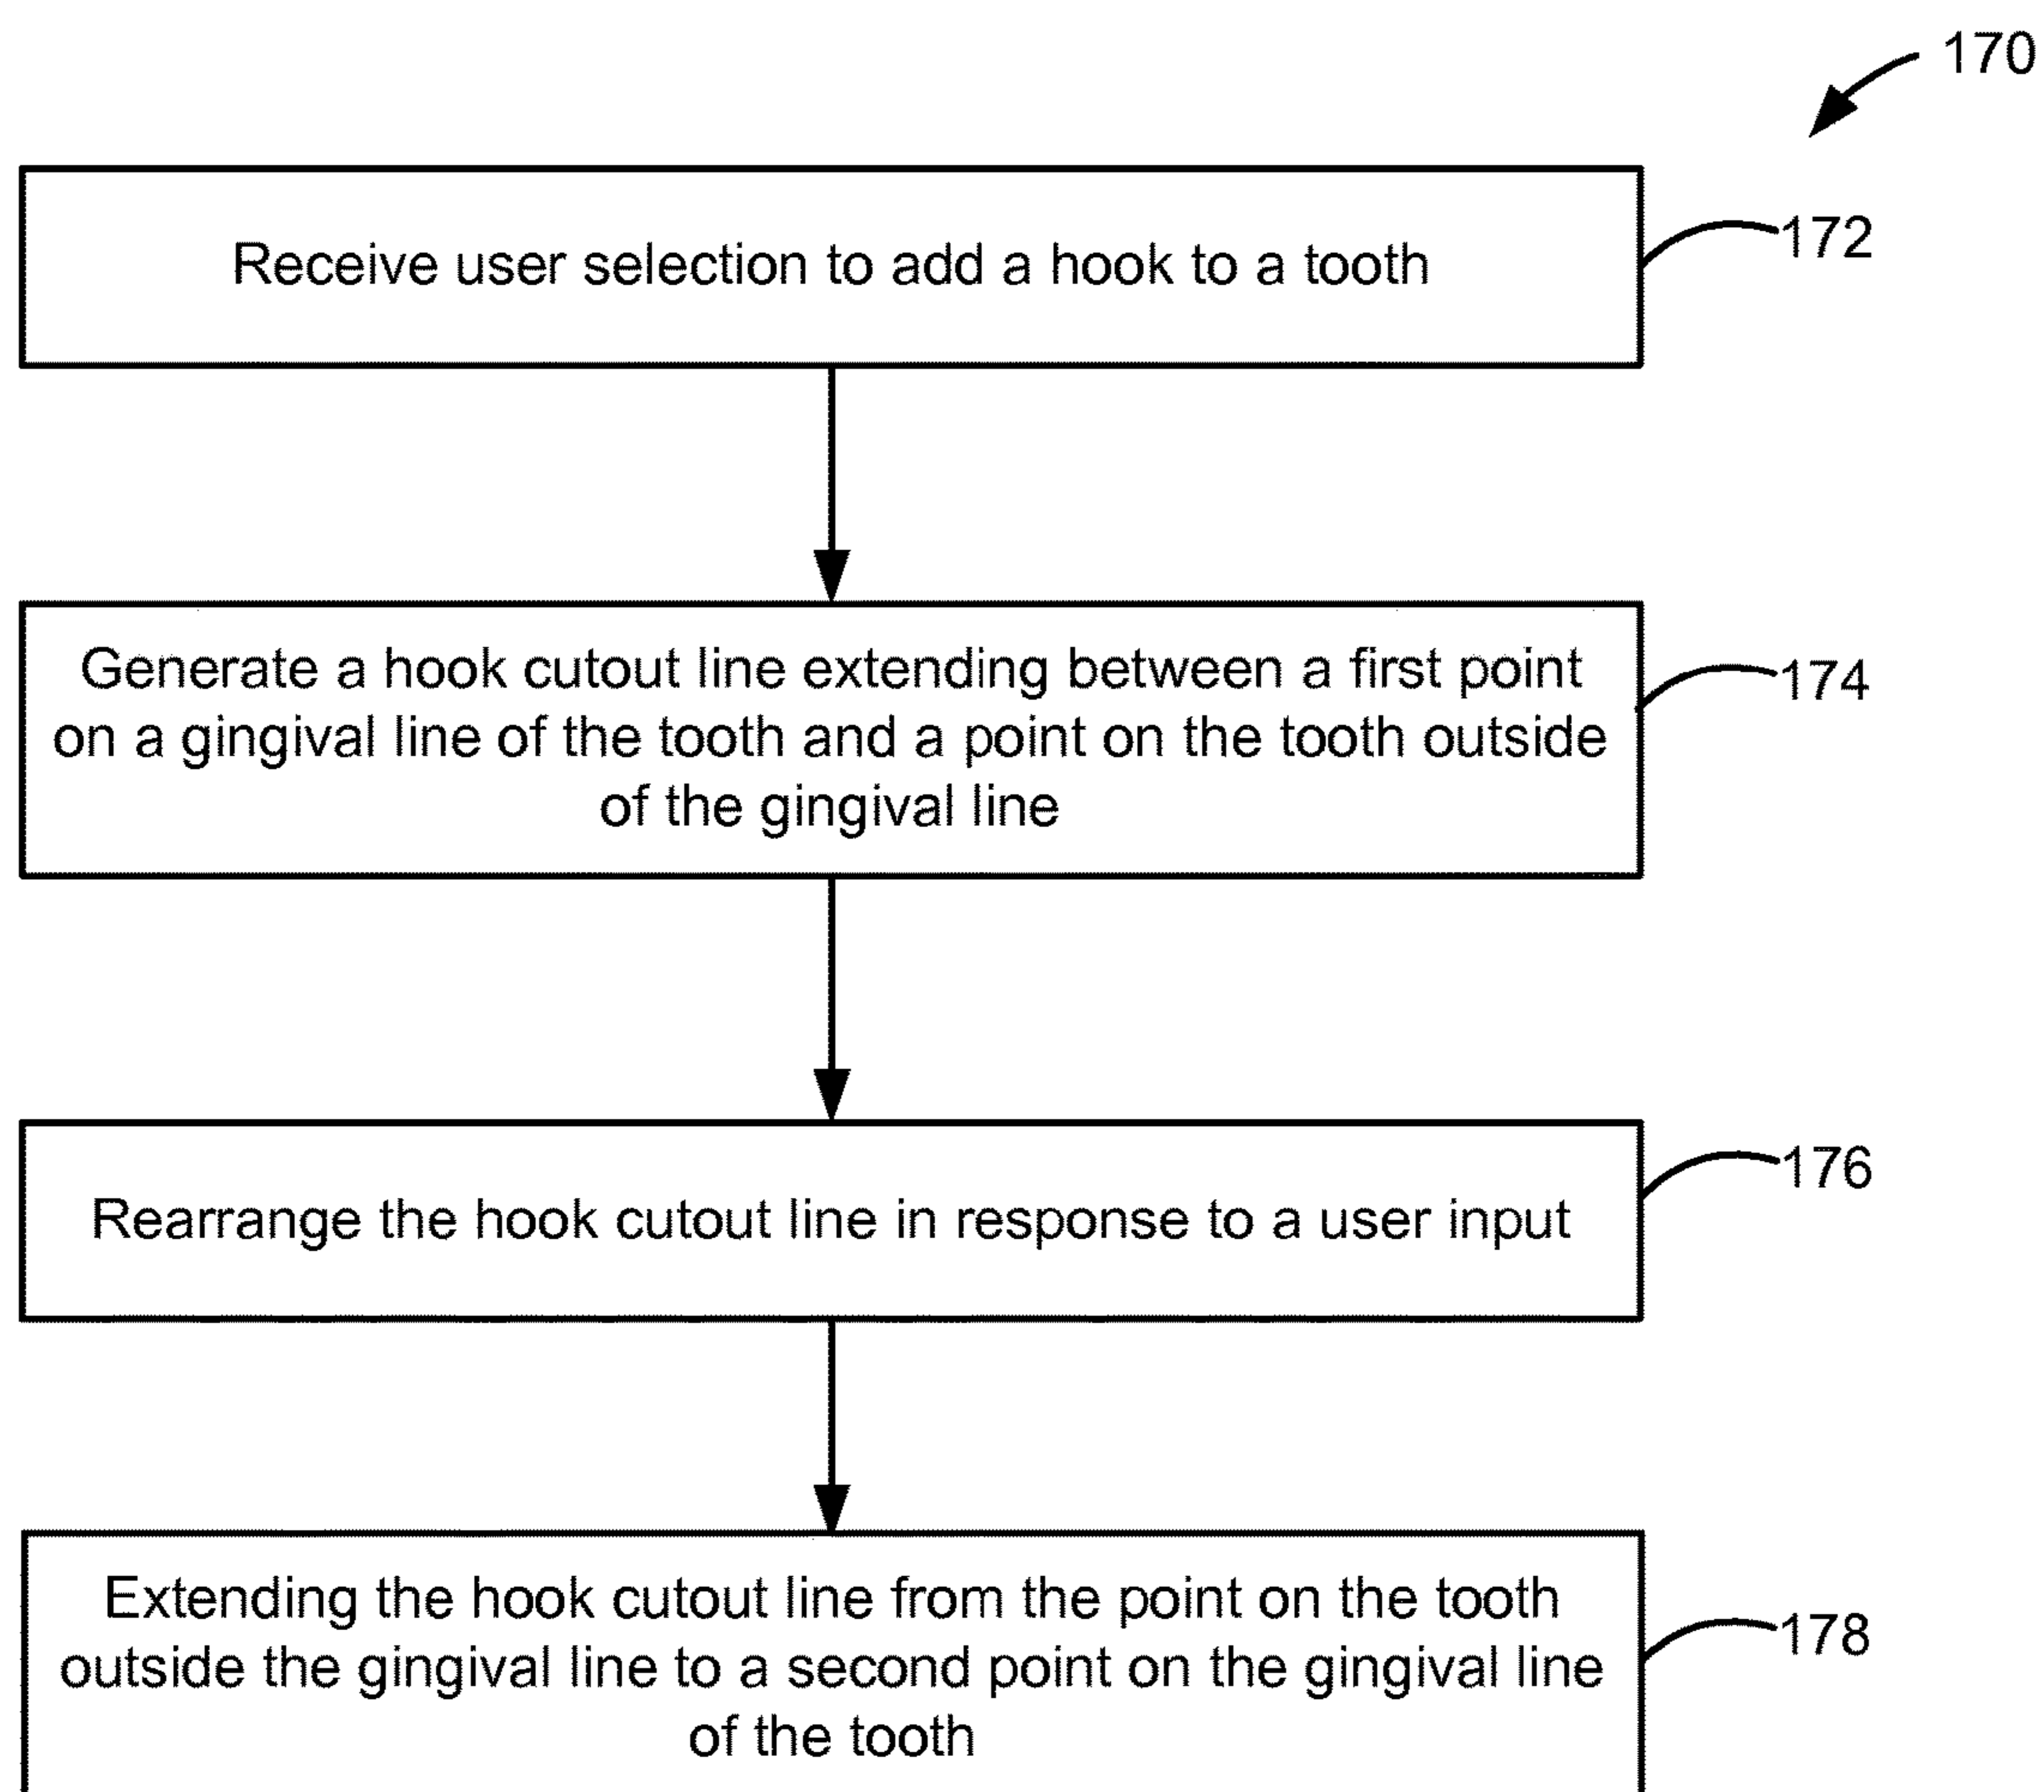 170
Receive user selection to add a hook to a tooth
172
Generate a hook cutout line extending between a first point
on a gingival line of the tooth and a point on the tooth outside
of the gingival line
174
Rearrange the hook cutout line in response to a user input
176
Extending the hook cutout line from the point on the tooth
outside the gingival line to a second point on the gingival line
of the tooth
178